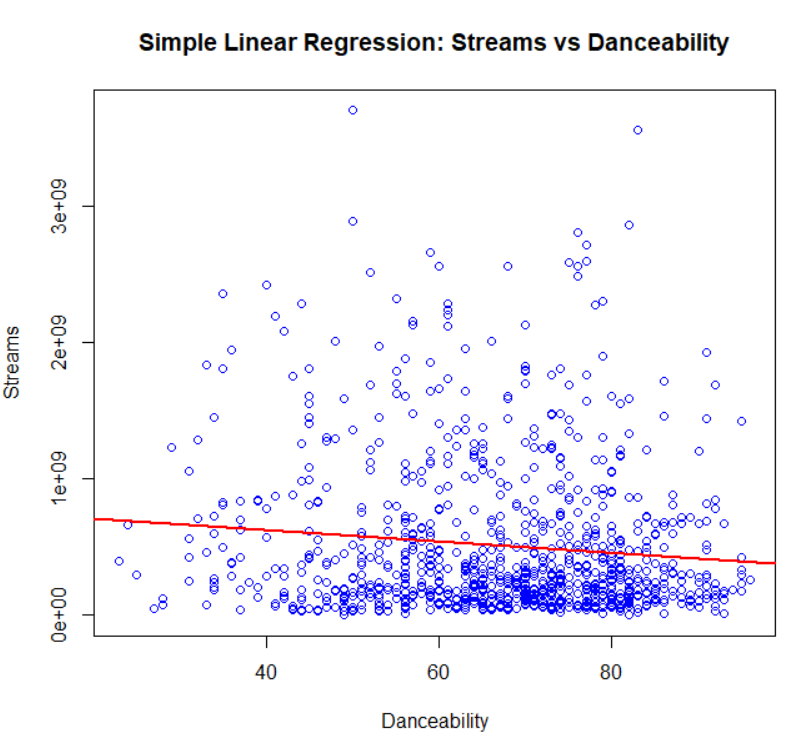 Simple Linear Regression: Streams vs Danceability
3e+09
2e+09
1e+09
0e+00
Streams
40 60 80
Danceability